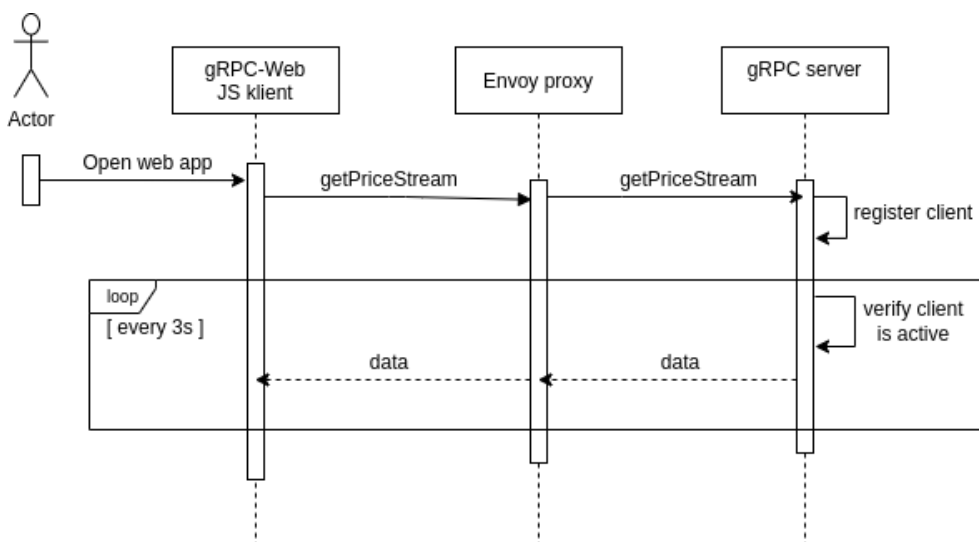 Actor
gRPC-Web
JS klient
Envoy proxy
gRPC server
Open web app
getPriceStream
getPriceStream
register client
loop
[ every 3s ]
verify client
is active
data
data